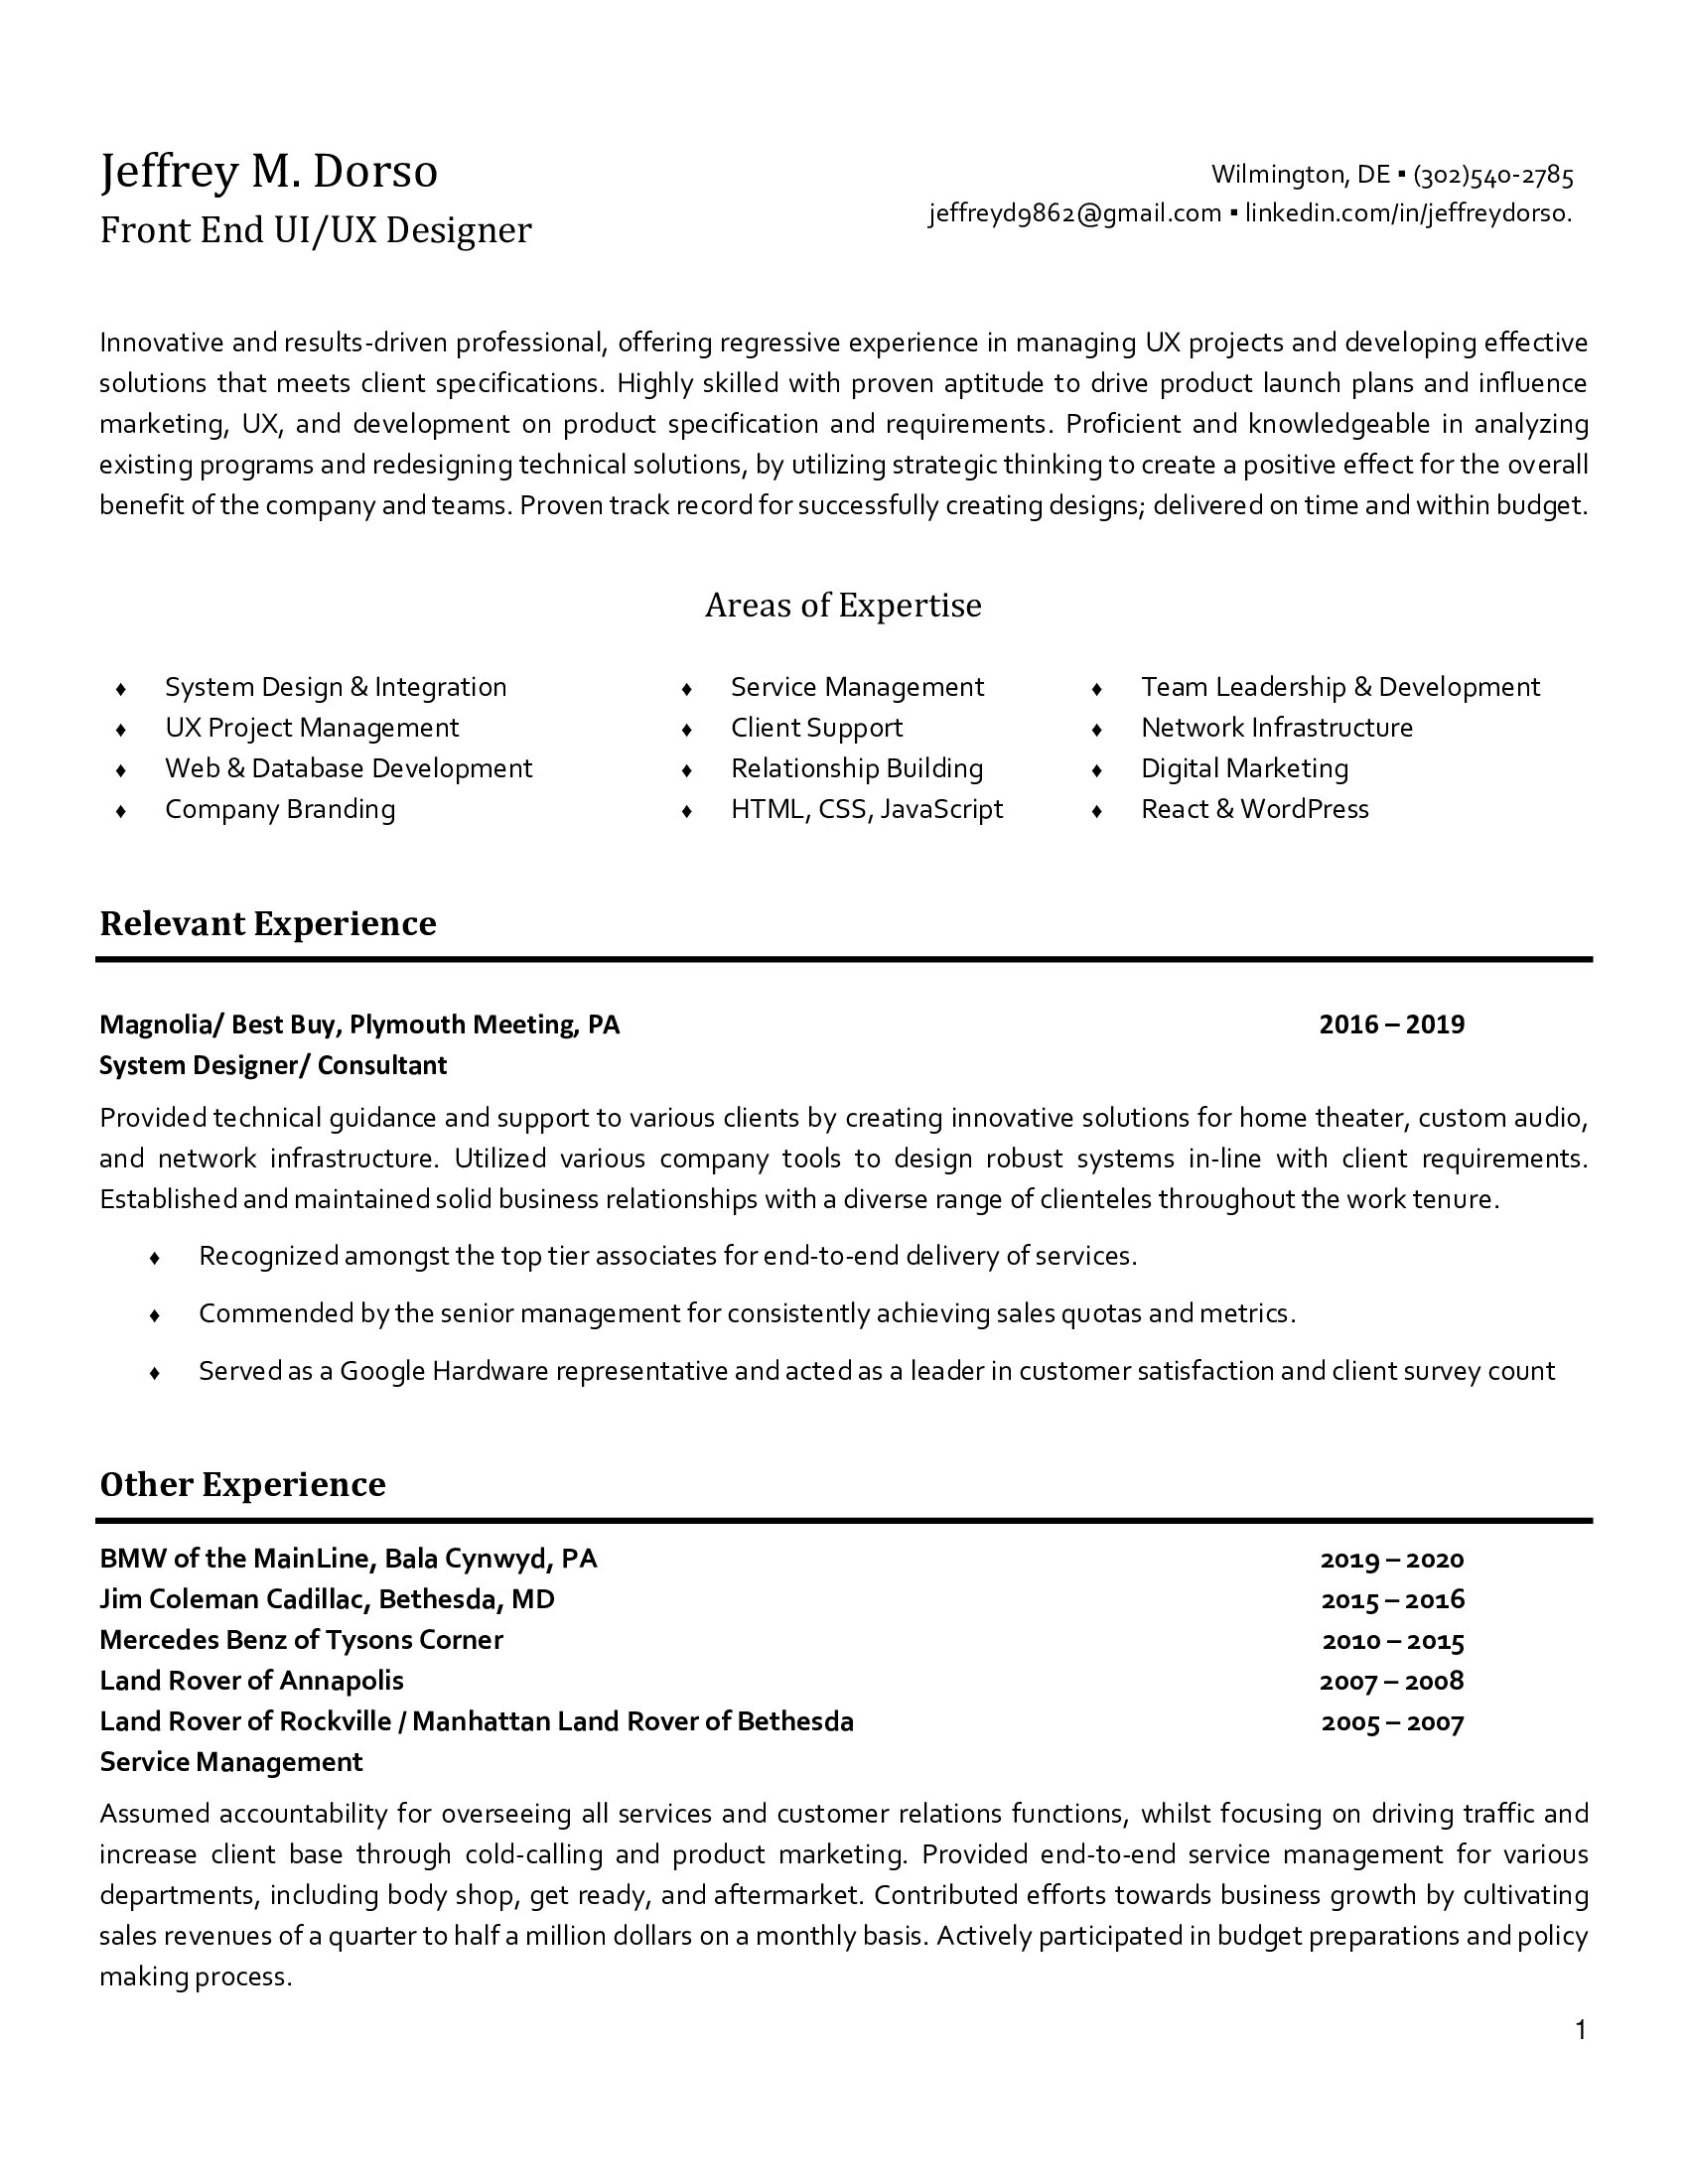 Jeffrey M. Dorso
Front End UI/UX Designer
Wilmington, DE ▪ (302)540-2785
jeffreyd9862@gmail.com ▪ linkedin.com/in/jeffreydorso.
Innovative and results-driven professional, offering regressive experience in managing UX projects and developing effective
solutions that meets client specifications. Highly skilled with proven aptitude to drive product launch plans and influence
marketing, UX, and development on product specification and requirements. Proficient and knowledgeable in analyzing
existing programs and redesigning technical solutions, by utilizing strategic thinking to create a positive effect for the overall
benefit of the company and teams. Proven track record for successfully creating designs; delivered on time and within budget.
Areas of Expertise
♦ System Design & Integration
♦ UX Project Management
♦ Web & Database Development
♦ Company Branding
♦ Service Management
♦ Client Support
♦ Relationship Building
♦ HTML, CSS, JavaScript
♦ Team Leadership & Development
♦ Network Infrastructure
♦ Digital Marketing
♦ React & WordPress
Relevant Experience
Magnolia/ Best Buy, Plymouth Meeting, PA 2016 – 2019
System Designer/ Consultant
Provided technical guidance and support to various clients by creating innovative solutions for home theater, custom audio,
and network infrastructure. Utilized various company tools to design robust systems in-line with client requirements.
Established and maintained solid business relationships with a diverse range of clienteles throughout the work tenure.
♦ Recognized amongst the top tier associates for end-to-end delivery of services.
♦ Commended by the senior management for consistently achieving sales quotas and metrics.
♦ Served as a Google Hardware representative and acted as a leader in customer satisfaction and client survey count
Other Experience
BMW of the MainLine, Bala Cynwyd, PA 2019 – 2020
Jim Coleman Cadillac, Bethesda, MD 2015 – 2016
Mercedes Benz of Tysons Corner 2010 – 2015
Land Rover of Annapolis 2007 – 2008
Land Rover of Rockville / Manhattan Land Rover of Bethesda 2005 – 2007
Service Management
Assumed accountability for overseeing all services and customer relations functions, whilst focusing on driving traffic and
increase client base through cold-calling and product marketing. Provided end-to-end service management for various
departments, including body shop, get ready, and aftermarket. Contributed efforts towards business growth by cultivating
sales revenues of a quarter to half a million dollars on a monthly basis. Actively participated in budget preparations and policy
making process.
1